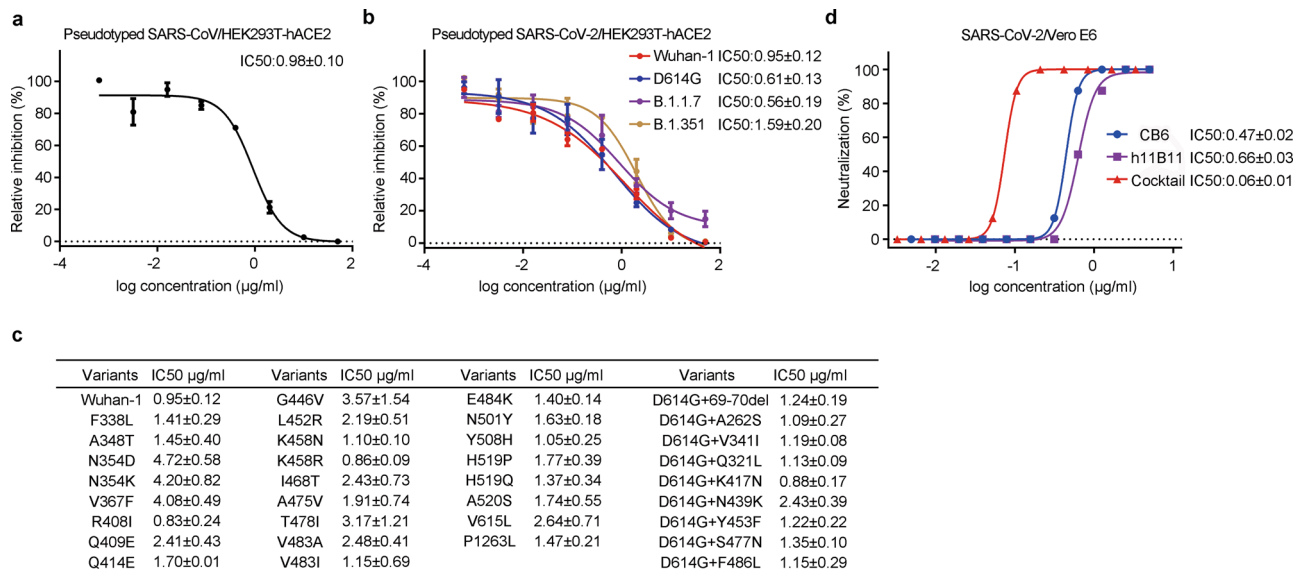 a
Pseudotyped SARS-CoV/HEK293T-hACE2
IC50:0.98±0.10
Relative inhibition (%)
100
80
60
40
20
0
-4 -2 0 2
log concentration (µg/ml)
b
Pseudotyped SARS-CoV-2/HEK293T-hACE2
Wuhan-1 IC50:0.95±0.12
D614G IC50:0.61±0.13
B.1.1.7 IC50:0.56±0.19
B.1.351 IC50:1.59±0.20
Relative inhibition (%)
100
80
60
40
20
0
-4 -2 0 2
log concentration (µg/ml)
d
SARS-CoV-2/Vero E6
Neutralization (%)
100
80
60
40
20
0
CB6 IC50:0.47±0.02
h11B11 IC50:0.66±0.03
Cocktail IC50:0.06±0.01
-2 -1 0 1
log concentration (µg/ml)
c
Variants IC50 µg/ml Variants IC50 µg/ml Variants IC50 µg/ml Variants IC50 µg/ml
Wuhan-1 0.95±0.12 G446V 3.57±1.54 E484K 1.40±0.14 D614G+69-70del 1.24±0.19
F338L 1.41±0.29 L452R 2.19±0.51 N501Y 1.63±0.18 D614G+A262S 1.09±0.27
A348T 1.45±0.40 K458N 1.10±0.10 Y508H 1.05±0.25 D614G+V341I 1.19±0.08
N354D 4.72±0.58 K458R 0.86±0.09 H519P 1.77±0.39 D614G+Q321L 1.13±0.09
N354K 4.20±0.82 I468T 2.43±0.73 H519Q 1.37±0.34 D614G+K417N 0.88±0.17
V367F 4.08±0.49 A475V 1.91±0.74 A520S 1.74±0.55 D614G+N439K 2.43±0.39
R408I 0.83±0.24 T478I 3.17±1.21 V615L 2.64±0.71 D614G+Y453F 1.22±0.22
Q409E 2.41±0.43 V483A 2.48±0.41 P1263L 1.47±0.21 D614G+S477N 1.35±0.10
Q414E 1.70±0.01 V483I 1.15±0.69 D614G+F486L 1.15±0.29